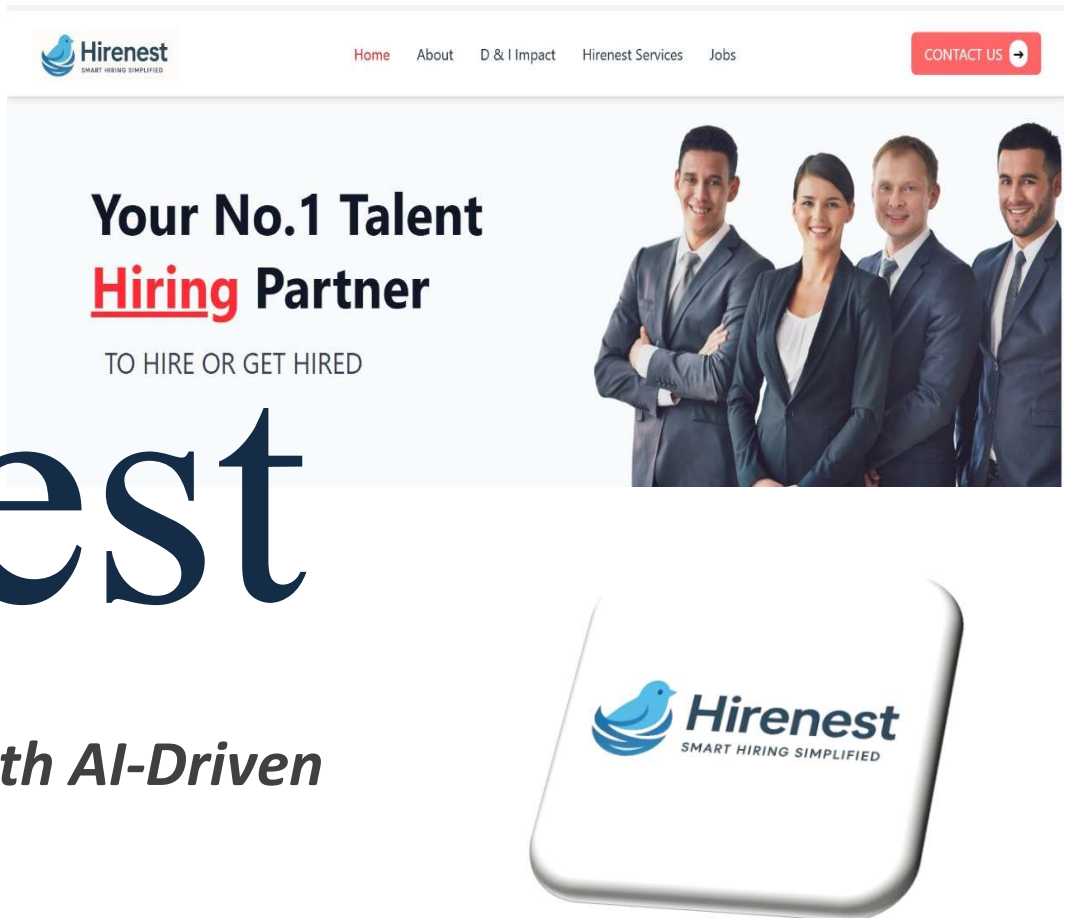 Hirenest
SMART HIRING SIMPLIFIED
Home About D & I Impact Hirenest Services Jobs
CONTACT US
Your No.1 Talent
Hiring Partner
TO HIRE OR GET HIRED
est
th AI-Driven
Hirenest
SMART HIRING SIMPLIFIED